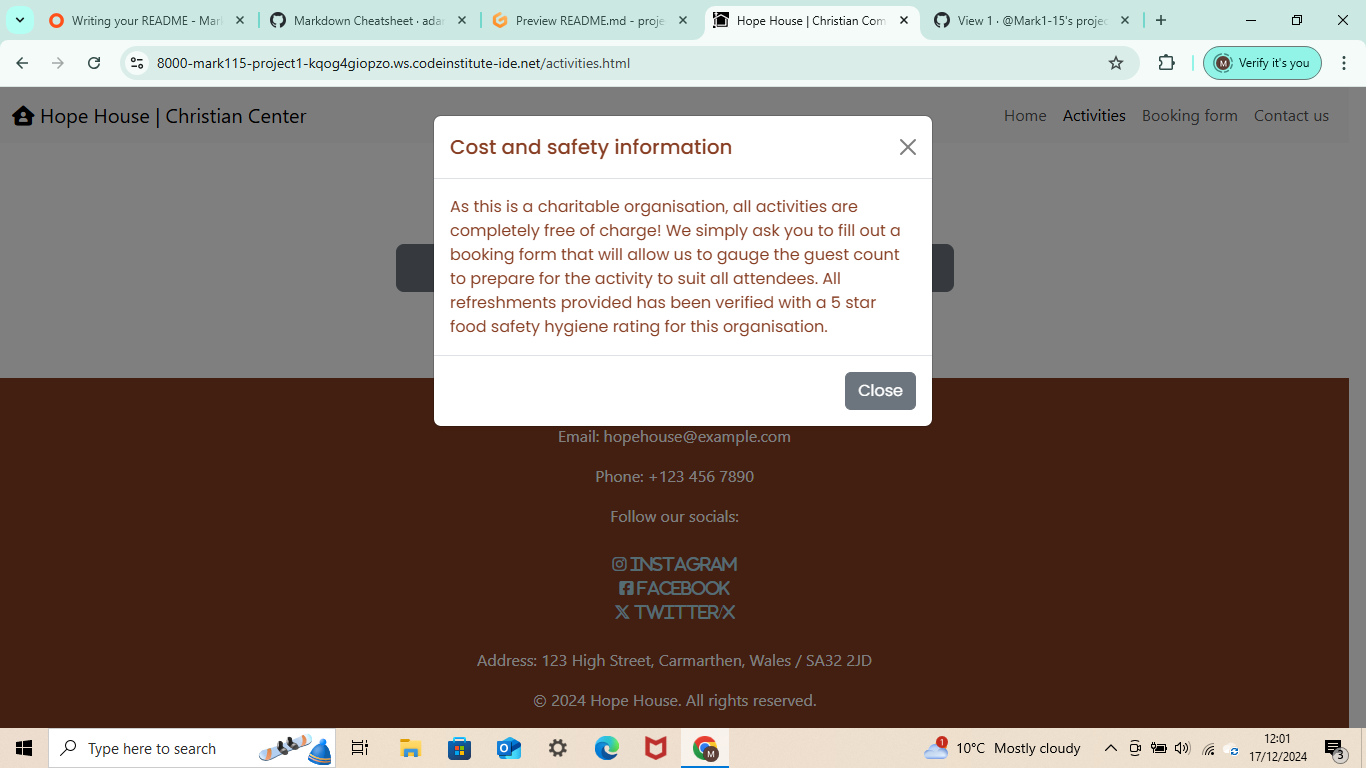 Writing your README - Mar
Markdown Cheatsheet · adar
Preview README.md - proje
Hope House | Christian Com
View 1 · @Mark1-15's projec
8000-mark115-project1-kqog4giopzo.ws.codeinstitute-ide.net/activities.html
M
Verify it's you
Hope House | Christian Center
Home
Activities
Booking form
Contact us
Cost and safety information
As this is a charitable organisation, all activities are
completely free of charge! We simply ask you to fill out a
booking form that will allow us to gauge the guest count
to prepare for the activity to suit all attendees. All
refreshments provided has been verified with a 5 star
food safety hygiene rating for this organisation.
Close
Email: hopehouse@example.com
Phone: +123 456 7890
Follow our socials:
INSTAGRAM
FACEBOOK
TWITTER/X
Address: 123 High Street, Carmarthen, Wales / SA32 2JD
© 2024 Hope House. All rights reserved.
Type here to search
M
1
10°C Mostly cloudy
12:01
17/12/2024
3